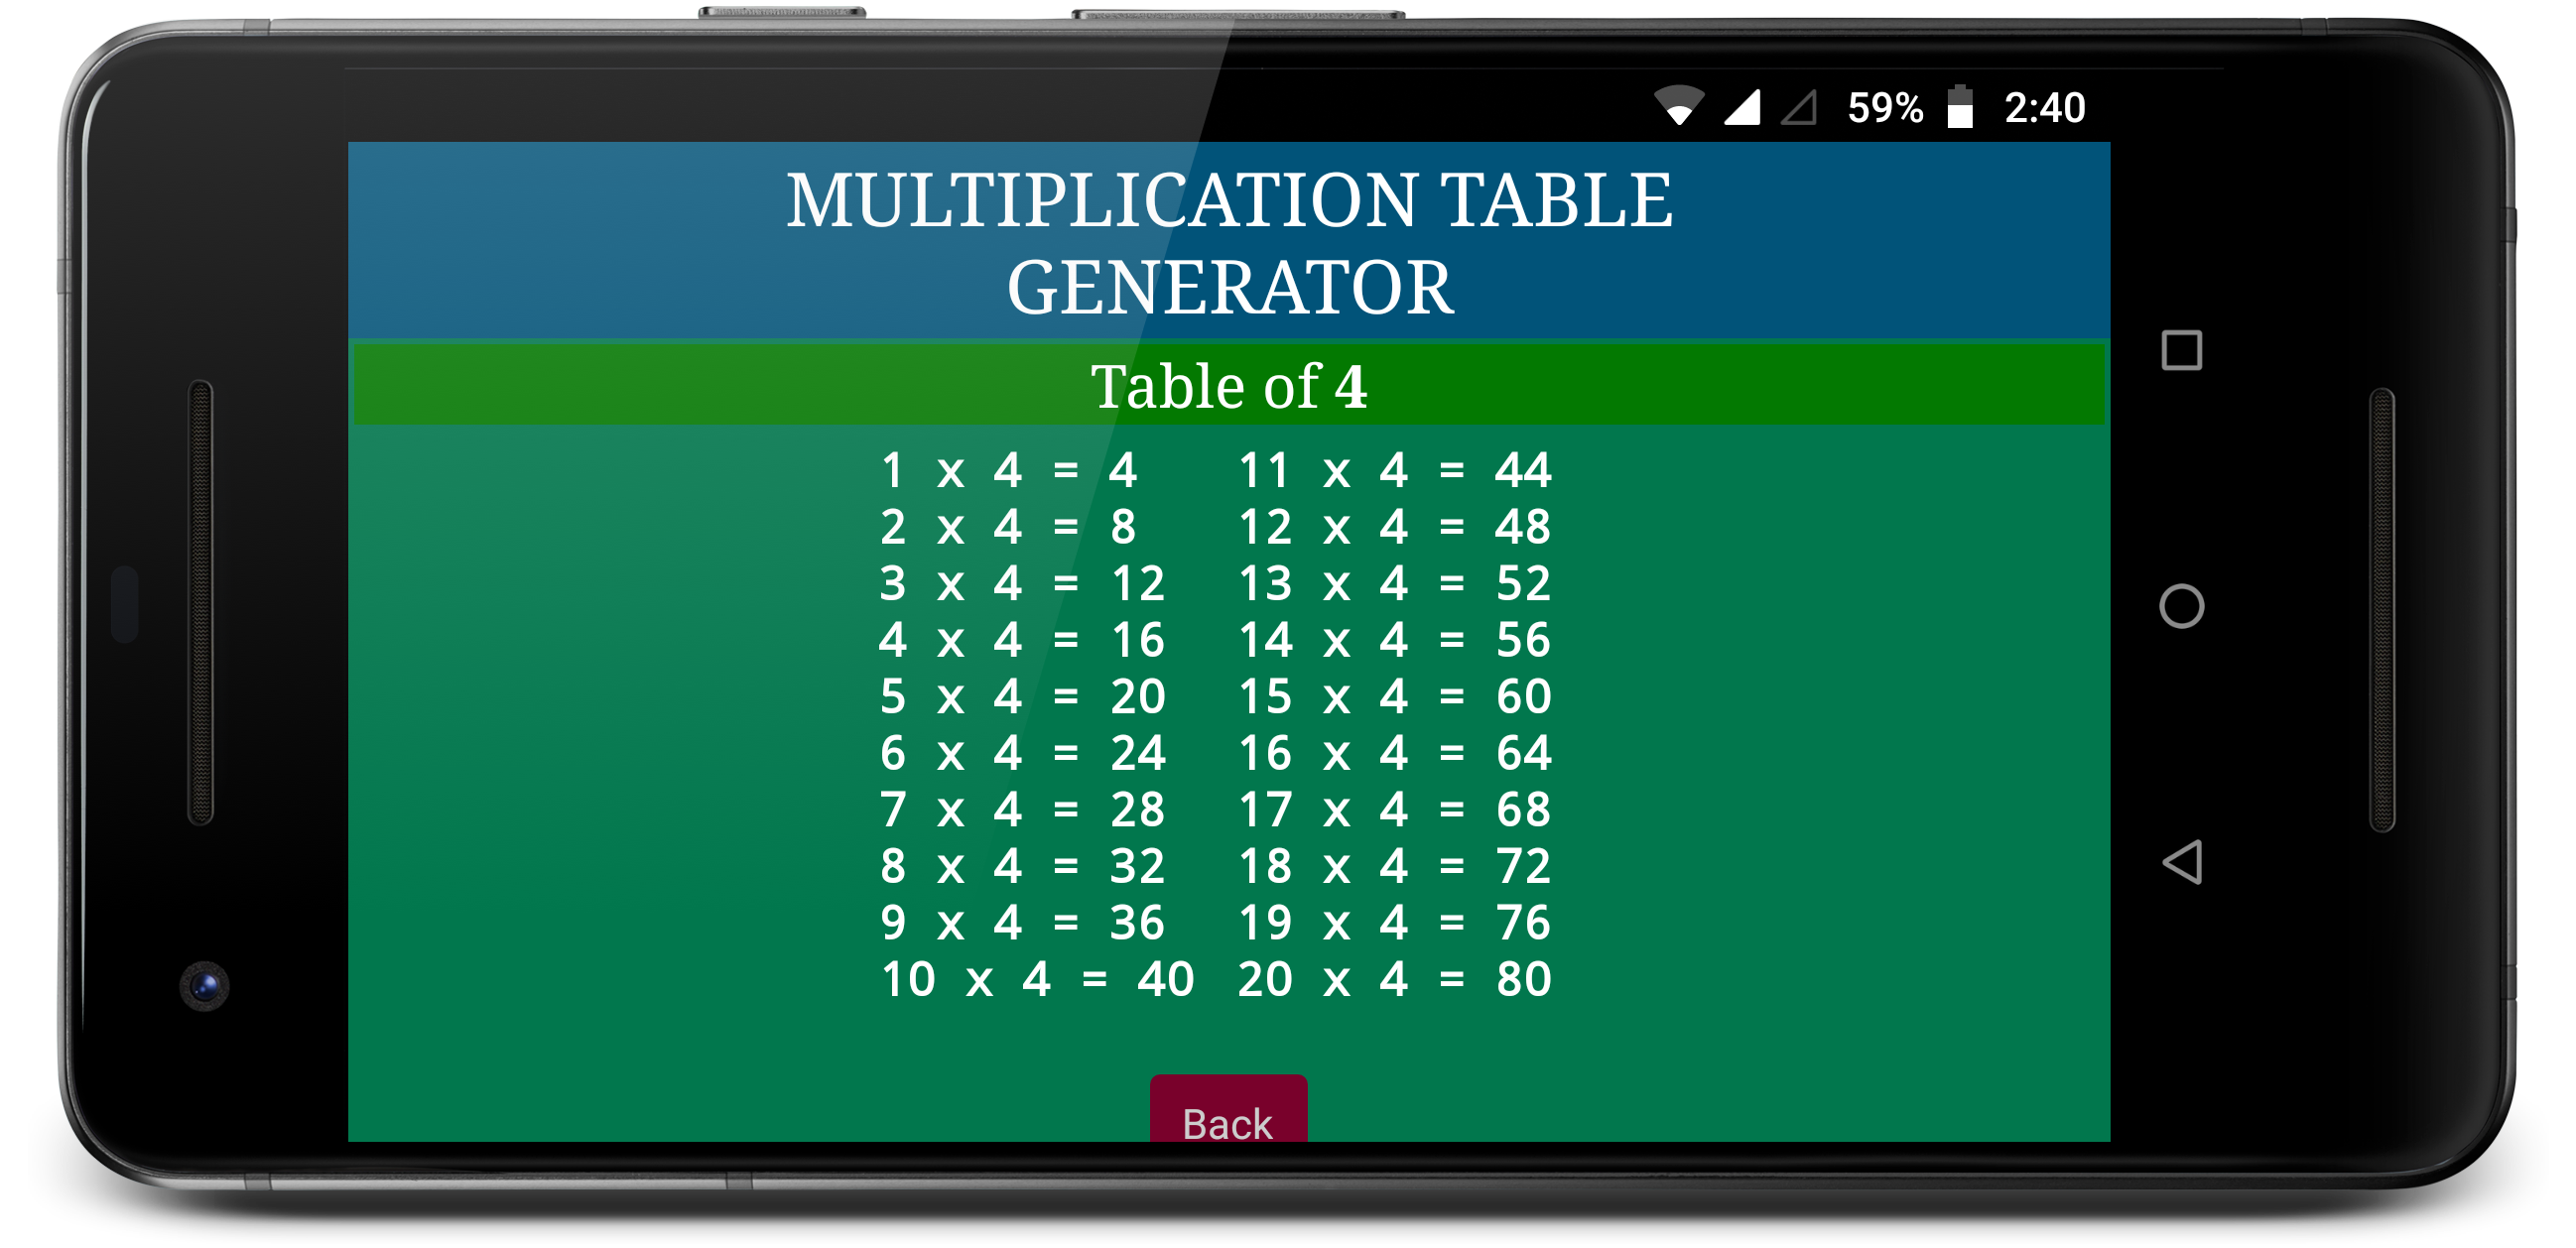 59% 2:40
MULTIPLICATION TABLE
GENERATOR
Table of 4
1 x 4 = 4
2 x 4 = 8
3 x 4 = 12
4 x 4 = 16
5 x 4 = 20
6 x 4 = 24
7 x 4 = 28
8 x 4 = 32
9 x 4 = 36
10 x 4 = 40
11 x 4 = 44
12 x 4 = 48
13 x 4 = 52
14 x 4 = 56
15 x 4 = 60
16 x 4 = 64
17 x 4 = 68
18 x 4 = 72
19 x 4 = 76
20 x 4 = 80
Back